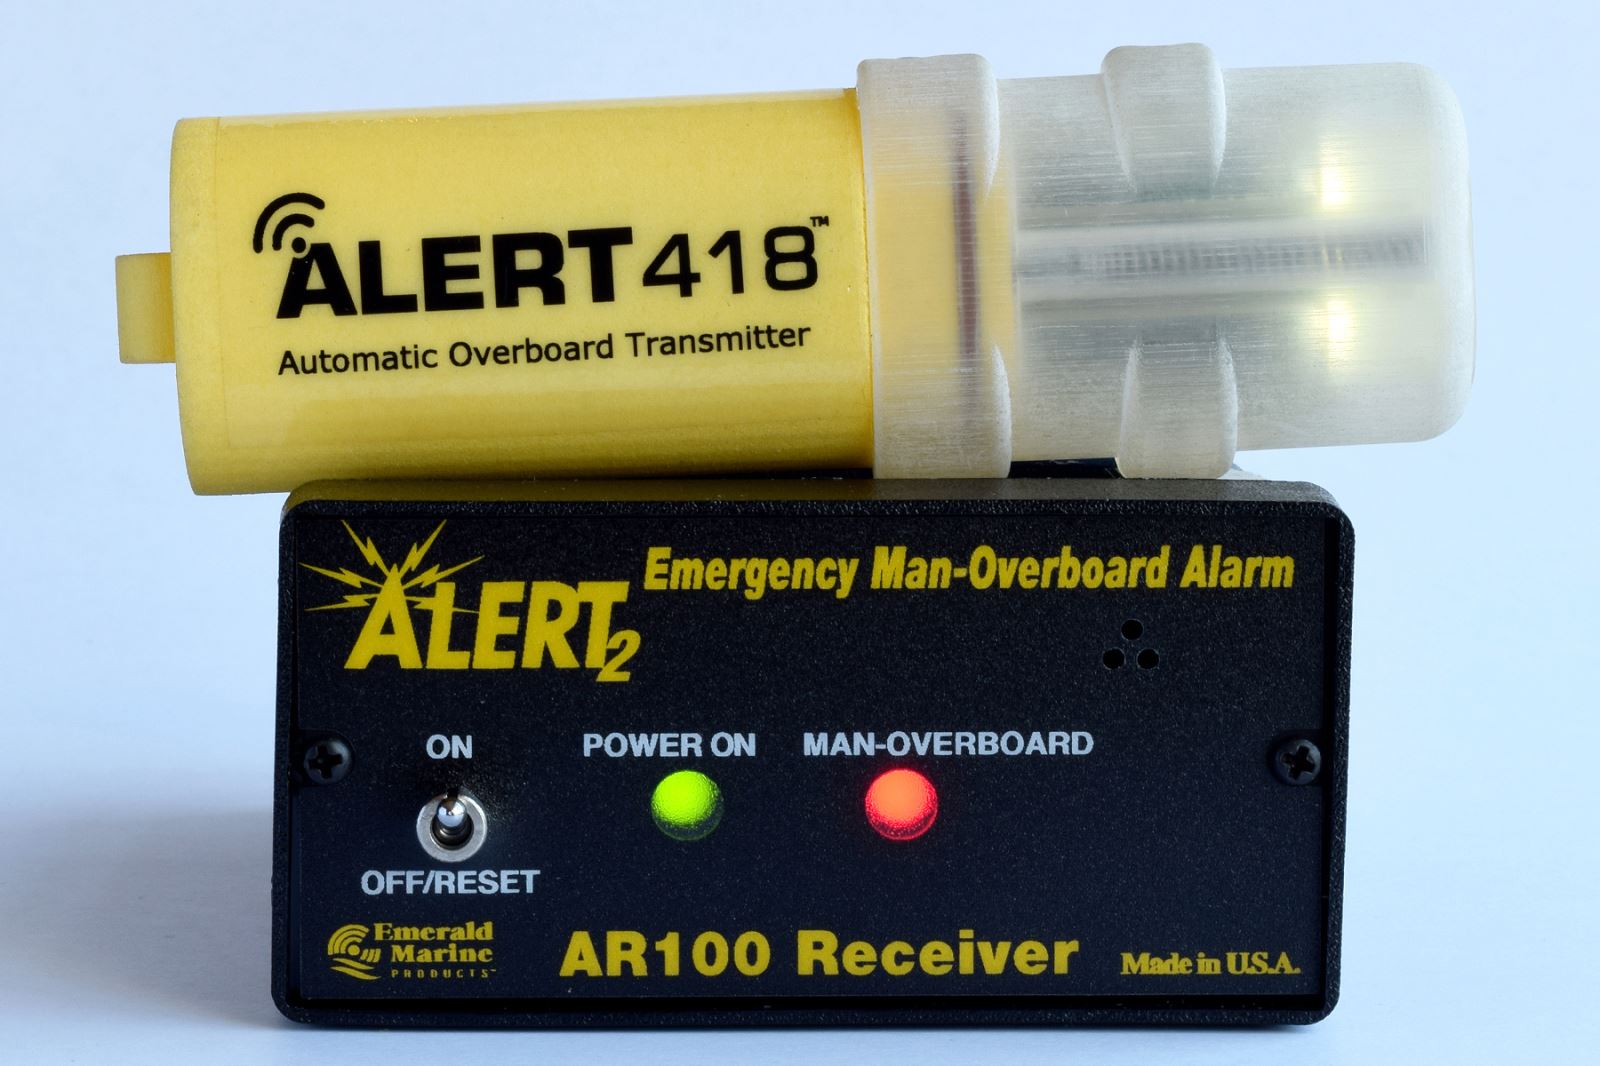 ALERT418™
Automatic Overboard Transmitter
ALERT2
Emergency Man-Overboard Alarm
ON
POWER ON
MAN-OVERBOARD
OFF/RESET
Emerald
Marine
PRODUCTS™
AR100 Receiver
Made in U.S.A.